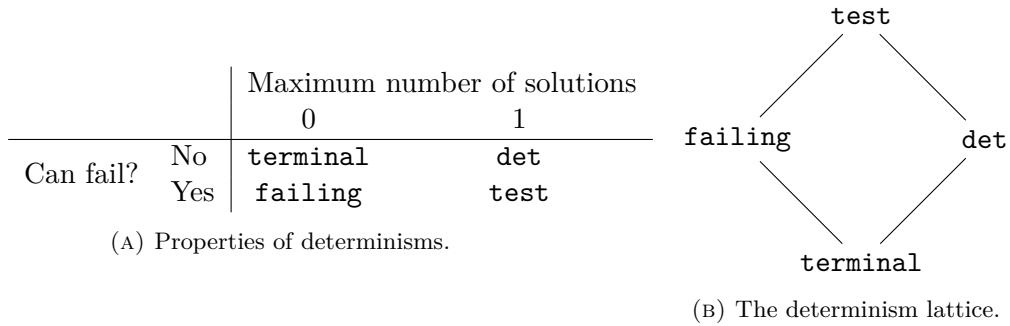 Maximum number of solutions
0 1
Can fail? No terminal det
Yes failing test
(A) Properties of determinisms.
test
failing det
terminal
(B) The determinism lattice.